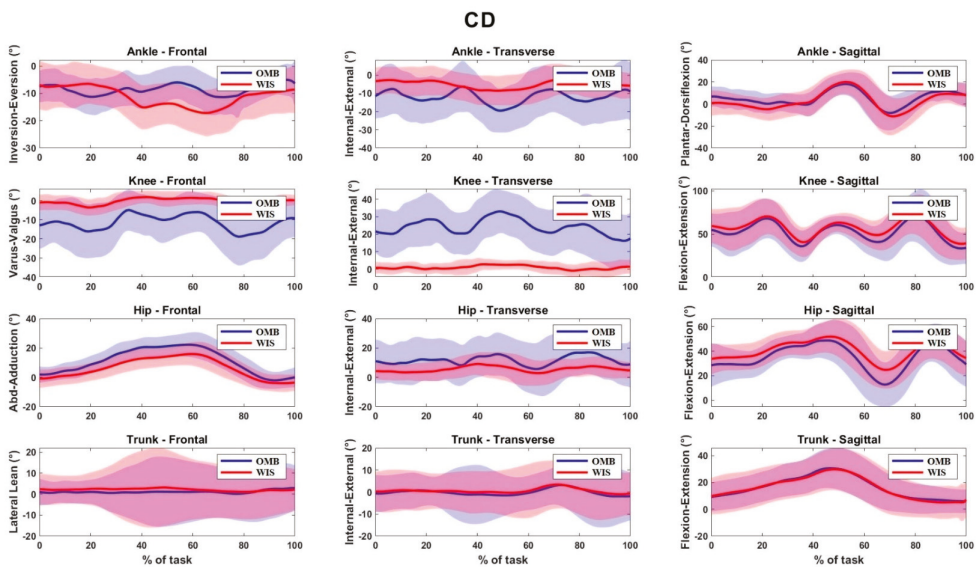 CD
Ankle - Frontal
Inversion-Eversion (°)
0
-10
-20
-30
0 20 40 60 80 100
OMB
WIS
Ankle - Transverse
Internal-External (°)
0
-10
-20
-30
-40
0 20 40 60 80 100
OMB
WIS
Ankle - Sagittal
Plantar-Dorsiflexion (°)
40
20
0
-20
-40
0 20 40 60 80 100
OMB
WIS
Knee - Frontal
Varus-Valgus (°)
0
-10
-20
-30
-40
0 20 40 60 80 100
OMB
WIS
Knee - Transverse
Internal-External (°)
40
30
20
10
0
0 20 40 60 80 100
OMB
WIS
Knee - Sagittal
Flexion-Extension (°)
100
50
0
0 20 40 60 80 100
OMB
WIS
Hip - Frontal
Abd-Adduction (°)
40
20
0
-20
0 20 40 60 80 100
OMB
WIS
Hip - Transverse
Internal-External (°)
40
20
0
-20
0 20 40 60 80 100
OMB
WIS
Hip - Sagittal
Flexion-Extension (°)
60
40
20
0
0 20 40 60 80 100
OMB
WIS
Trunk - Frontal
Lateral Lean (°)
20
10
0
-10
-20
0 20 40 60 80 100
% of task
OMB
WIS
Trunk - Transverse
Internal-External (°)
20
10
0
-10
-20
0 20 40 60 80 100
% of task
OMB
WIS
Trunk - Sagittal
Flexion-Extension (°)
40
20
0
-20
0 20 40 60 80 100
% of task
OMB
WIS